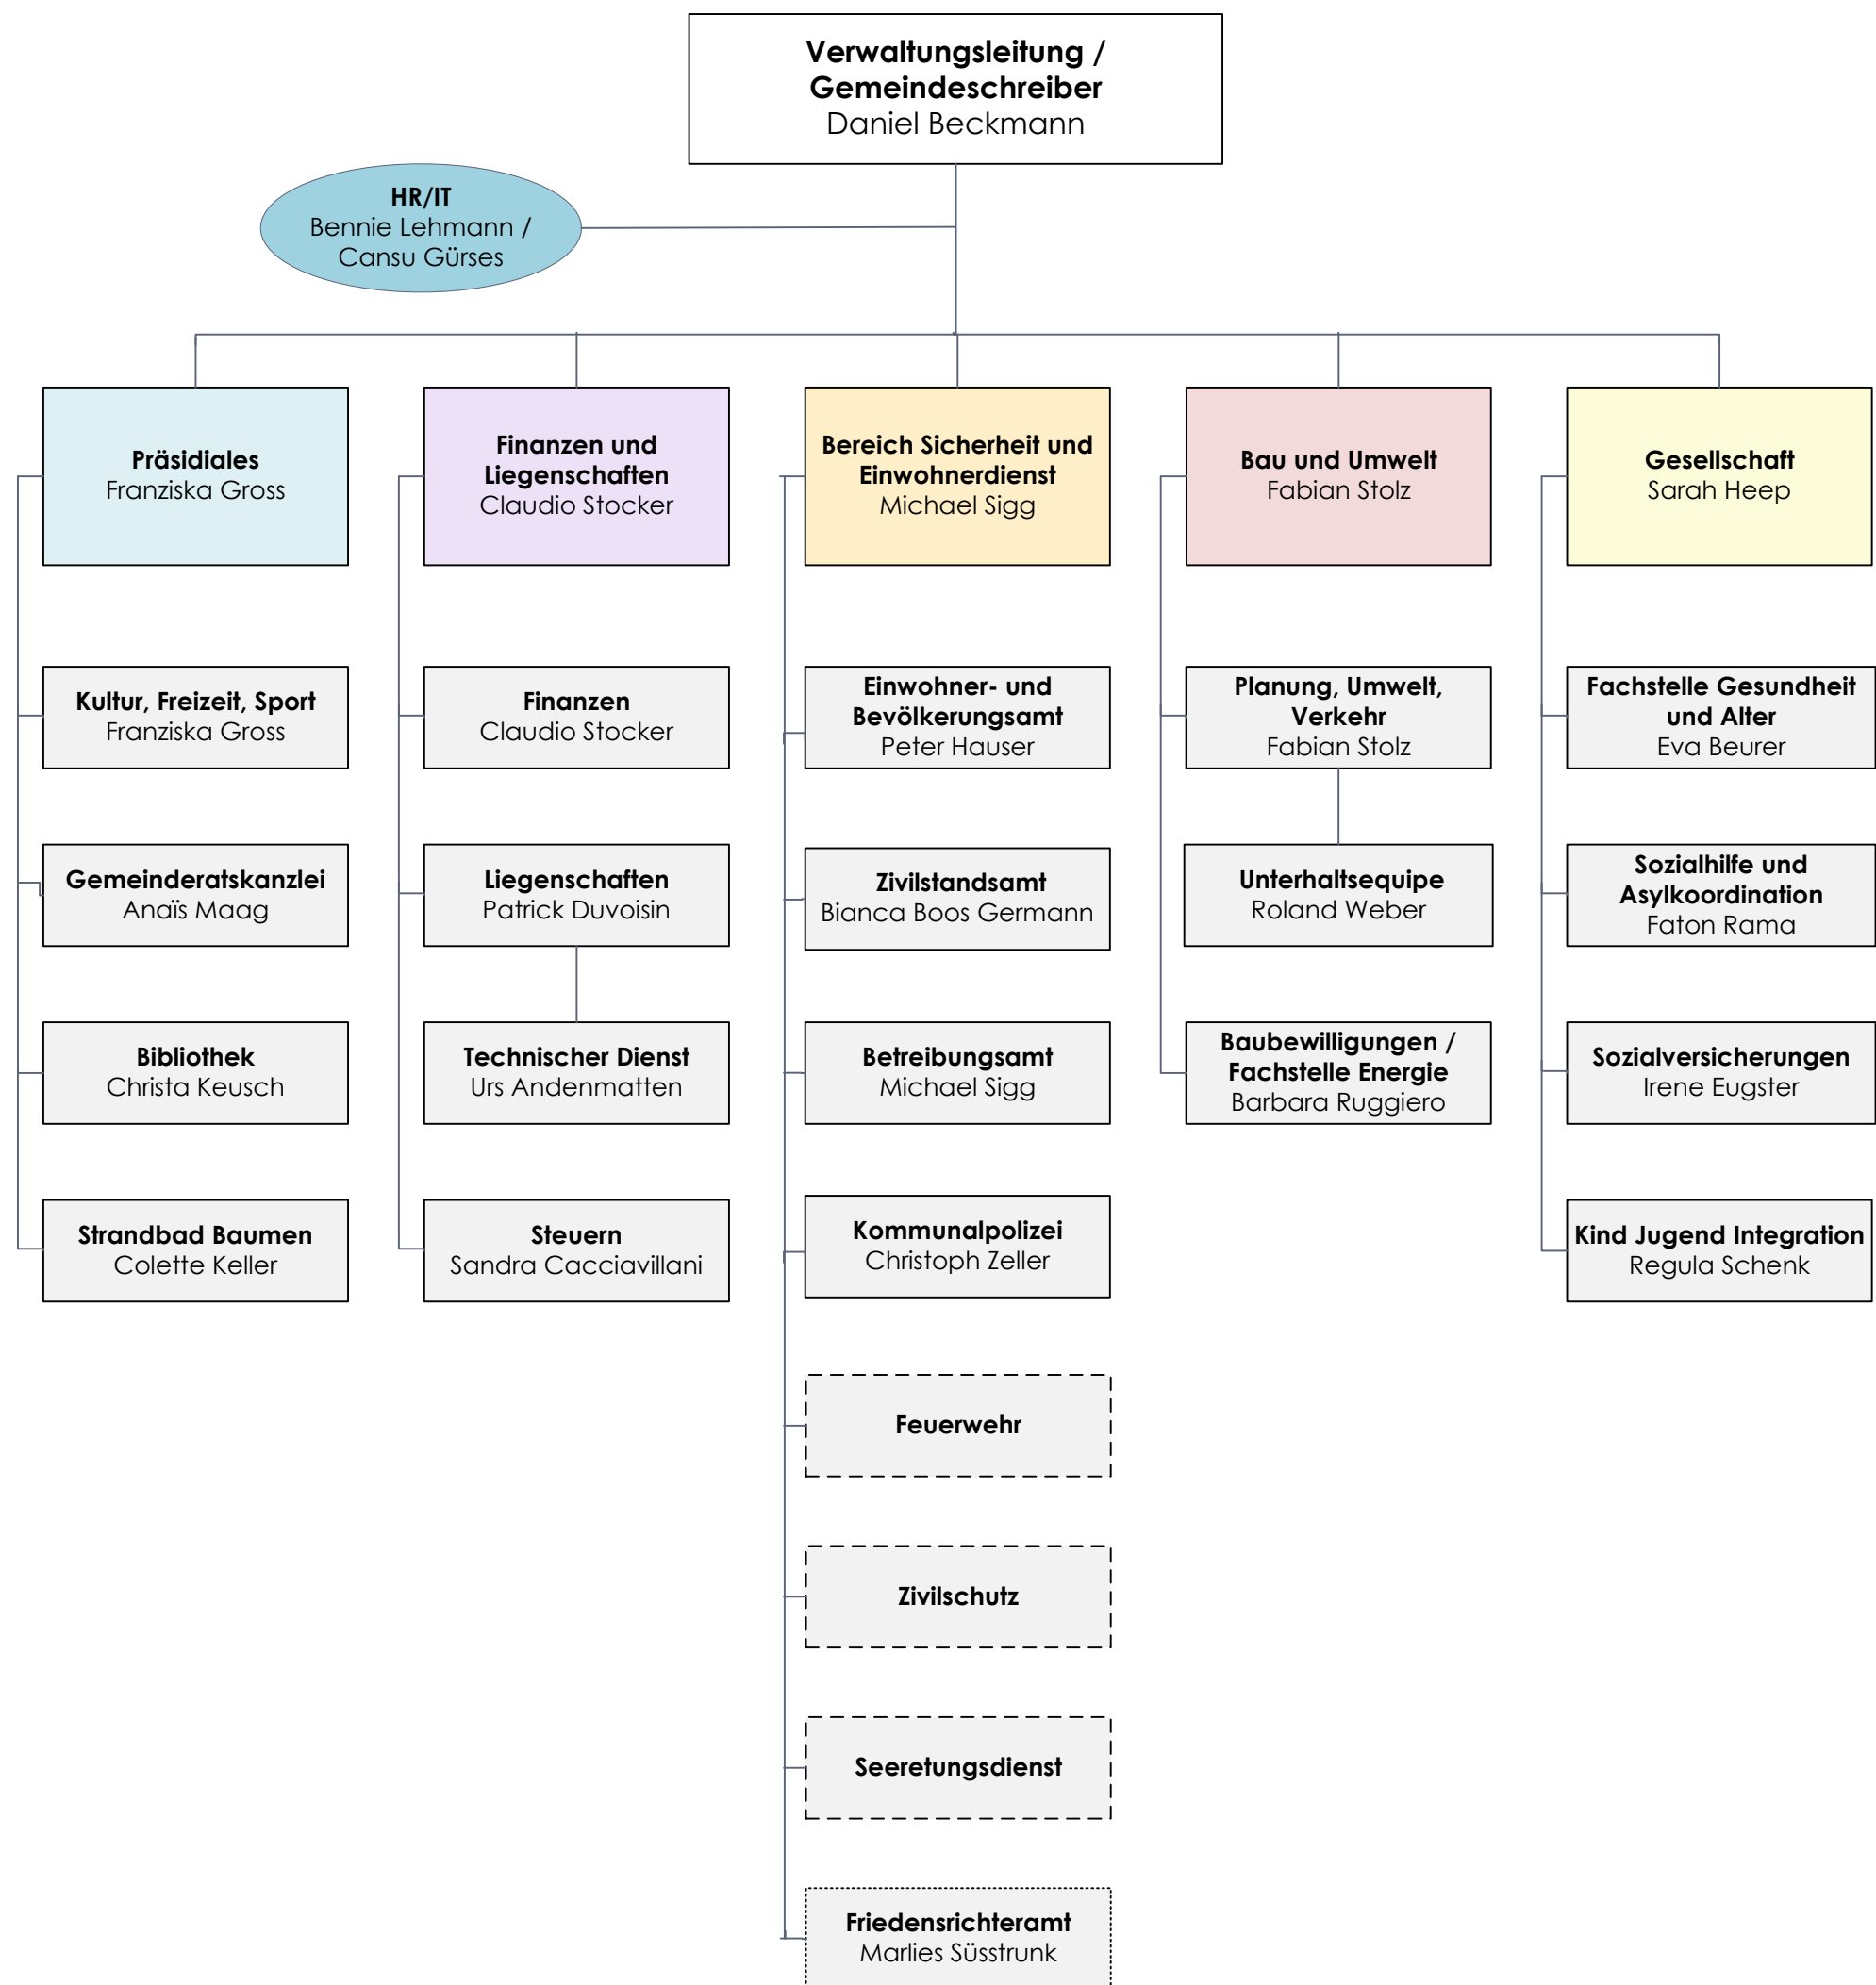 Verwaltungsleitung /
Gemeindeschreiber
Daniel Beckmann
HR/IT
Bennie Lehmann /
Cansu Gürses
Präsidiales
Franziska Gross
Finanzen und
Liegenschaften
Claudio Stocker
Bereich Sicherheit und
Einwohnerdienst
Michael Sigg
Bau und Umwelt
Fabian Stolz
Gesellschaft
Sarah Heep
Kultur, Freizeit, Sport
Franziska Gross
Finanzen
Claudio Stocker
Einwohner- und
Bevölkerungsamt
Peter Hauser
Planung, Umwelt,
Verkehr
Fabian Stolz
Fachstelle Gesundheit
und Alter
Eva Beurer
Gemeinderatskanzlei
Anaïs Maag
Liegenschaften
Patrick Duvoisin
Zivilstandsamt
Bianca Boos Germann
Unterhaltsequipe
Roland Weber
Sozialhilfe und
Asylkoordination
Faton Rama
Bibliothek
Christa Keusch
Technischer Dienst
Urs Andenmatten
Betreibungsamt
Michael Sigg
Baubewilligungen /
Fachstelle Energie
Barbara Ruggiero
Sozialversicherungen
Irene Eugster
Strandbad Baumen
Colette Keller
Steuern
Sandra Cacciavillani
Kommunalpolizei
Christoph Zeller
Kind Jugend Integration
Regula Schenk
Feuerwehr
Zivilschutz
Seeretungsdienst
Friedensrichteramt
Marlies Süsstrunk